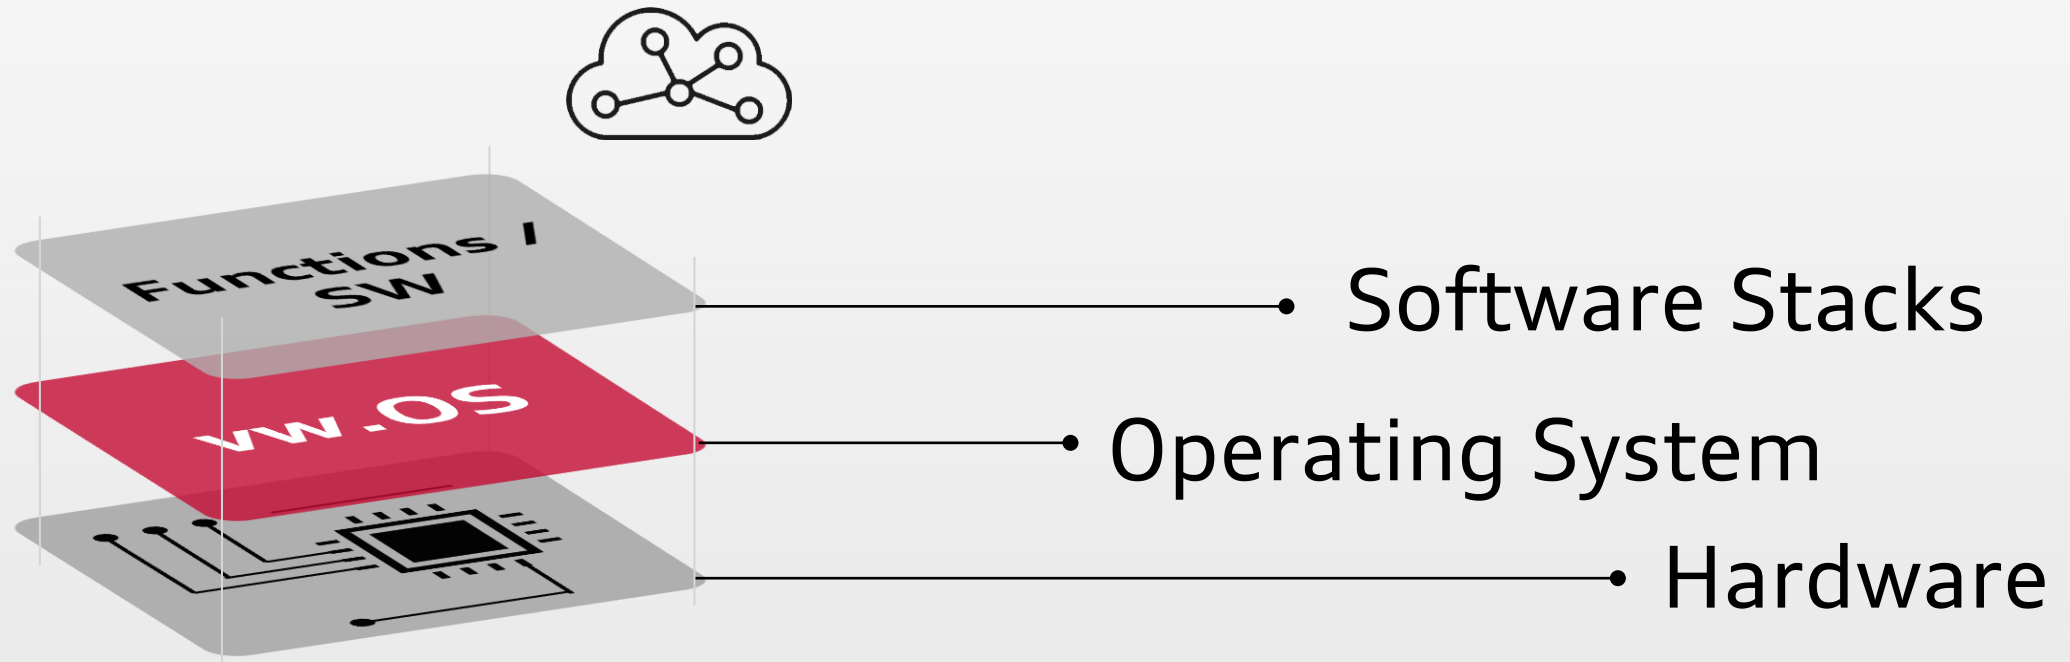 Functions /
SW
Software Stacks
vw.OS
Operating System
Hardware